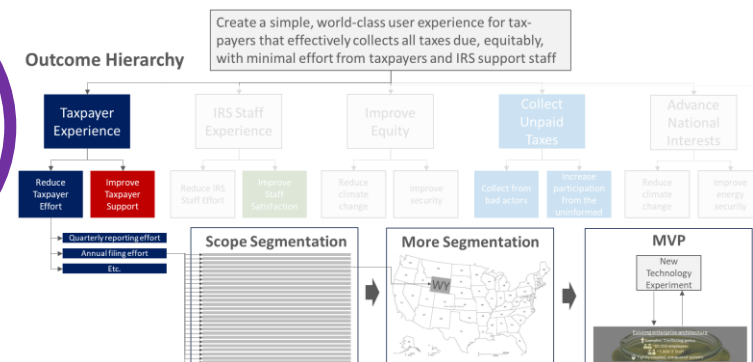 Create a simple, world-class user experience for tax-
payers that effectively collects all taxes due, equitably,
with minimal effort from taxpayers and IRS support staff
Outcome Hierarchy
Taxpayer
Experience
IRS Staff
Experience
Improve
Equity
Collect
Unpaid
Taxes
Advance
National
Interests
Reduce
Taxpayer
Effort
Improve
Taxpayer
Support
Reduce IRS
Staff Effort
Improve
Staff
Satisfaction
Reduce
climate
change
Improve
security
Collect from
bad actors
Increase
participation
from the
uninformed
Reduce
climate
change
Improve
energy
security
Quarterly reporting effort
Annual filing effort
Etc.
Scope Segmentation
More Segmentation
WY
MVP
New
Technology
Experiment
Existing enterprise architecture